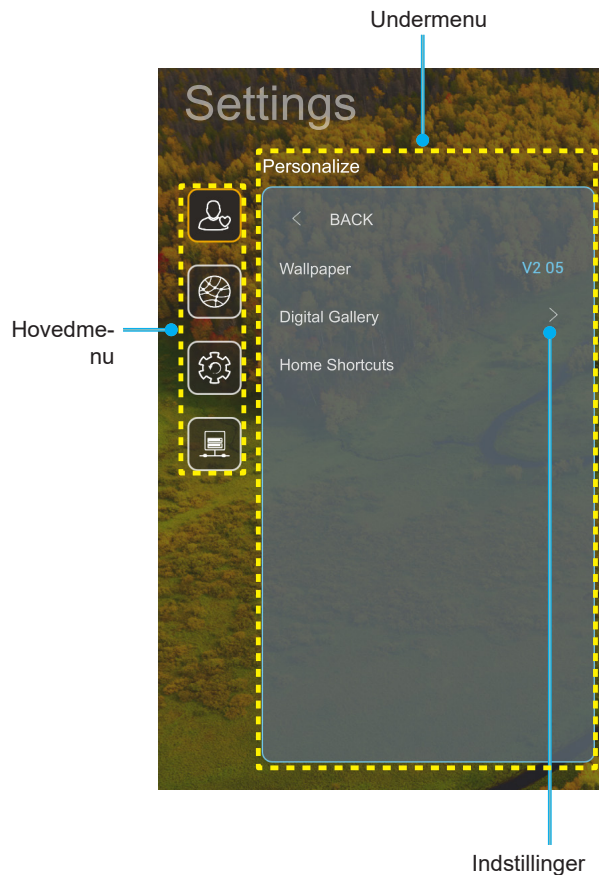 Undermenu
Settings
Personalize
BACK
Wallpaper V2 05
Digital Gallery
Hovedme-
nu
Home Shortcuts
Indstillinger